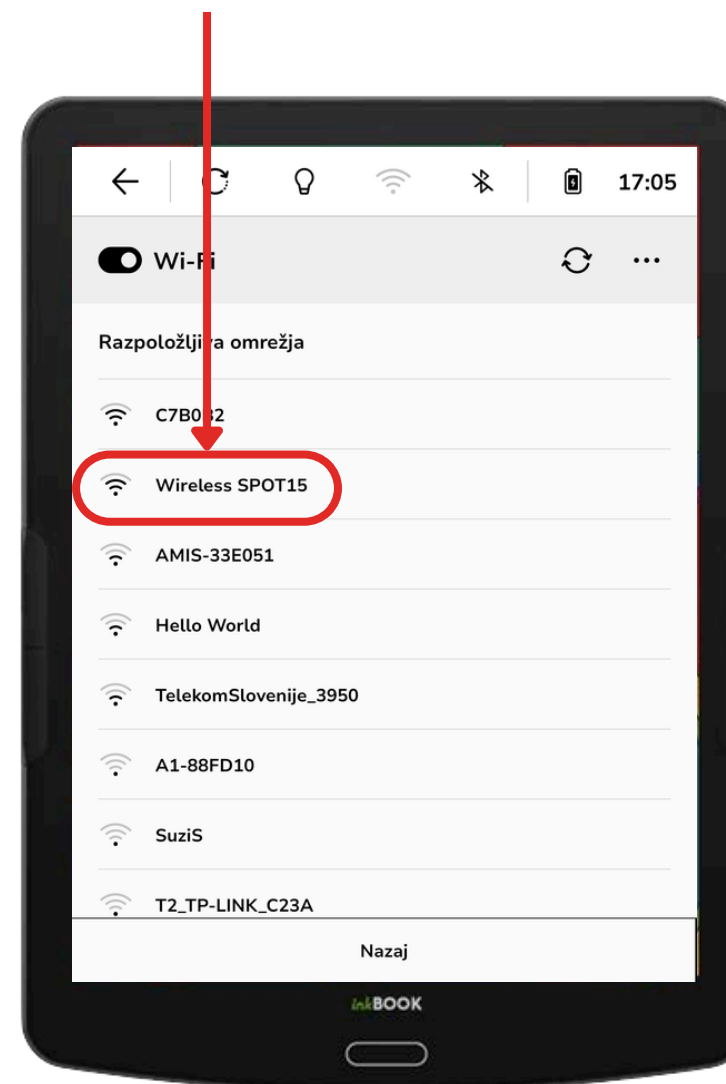 17:05
Wi-Fi
Razpoložljiva omrežja
Wireless SPOT15
AMIS-33E051
Hello World
TelekomSlovenije_3950
A1-88FD10
SuziS
T2_TP-LINK_C23A
Nazaj
inkBOOK